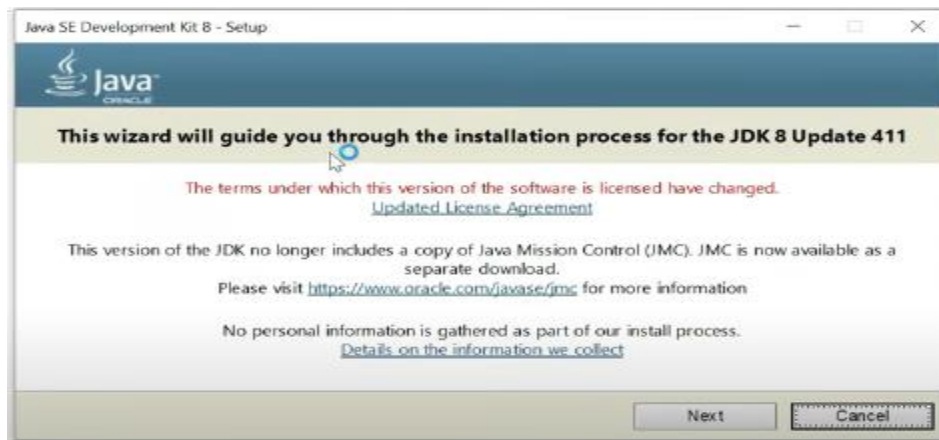 Java SE Development Kit 8 - Setup
Java
ORACLE
This wizard will guide you through the installation process for the JDK 8 Update 411
The terms under which this version of the software is licensed have changed.
Updated License Agreement
This version of the JDK no longer includes a copy of Java Mission Control (JMC). JMC is now available as a
separate download.
Please visit https://www.oracle.com/javase/jmc for more information
No personal information is gathered as part of our install process.
Details on the information we collect
Next
Cancel